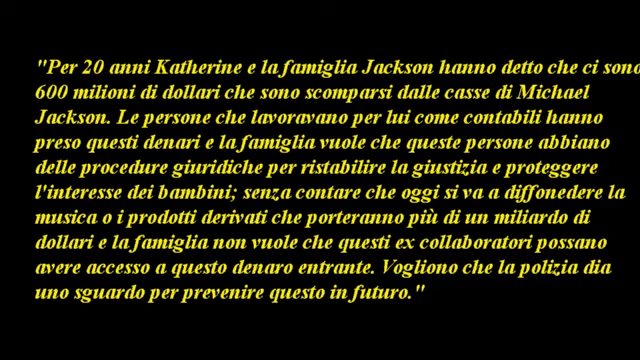 "Per 20 anni Katherine e la famiglia Jackson hanno detto che ci sono
600 milioni di dollari che sono scomparsi dalle casse di Michael
Jackson. Le persone che lavoravano per lui come contabili hanno
preso questi denari e la famiglia vuole che queste persone abbiano
delle procedure giuridiche per ristabilire la giustizia e proteggere
l'interesse dei bambini; senza contare che oggi si va a diffonedere la
musica o i prodotti derivati che porteranno più di un miliardo di
dollari e la famiglia non vuole che questi ex collaboratori possano
avere accesso a questo denaro entrante. Vogliono che la polizia dia
uno sguardo per prevenire questo in futuro."